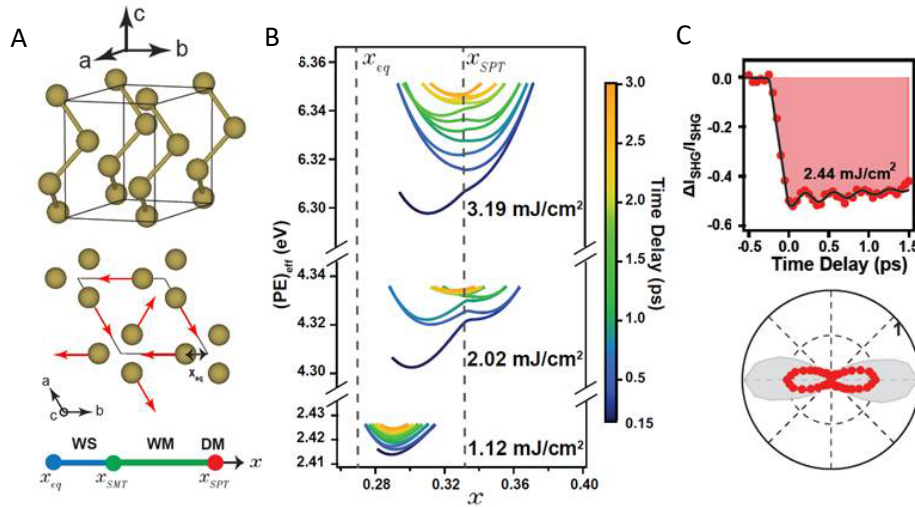 A
c
a
b
a
c
b
x_eq
WS WM DM
x_eq x_SMT x_SPT x
B
x_eq x_SPT
(PE)_eff (eV)
6.36
6.34
6.32
6.30
4.34
4.32
4.30
2.43
2.42
2.41
3.19 mJ/cm²
2.02 mJ/cm²
1.12 mJ/cm²
0.28 0.32 0.36 0.40
x
3.0
2.5
2.0
1.5
1.0
0.5
0.15
Time Delay (ps)
C
ΔI_SHG/I_SHG
0.0
-0.2
-0.4
-0.6
2.44 mJ/cm²
-0.5 0.0 0.5 1.0 1.5
Time Delay (ps)
1